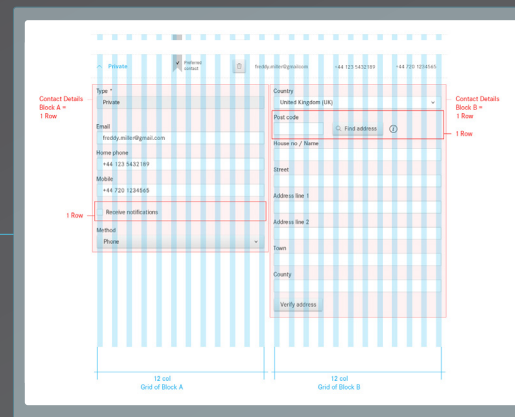 Private
Preferred
contact
freddy.miller@gmail.com
+44 123 5432189
+44 720 1234565
Contact Details
Block A =
1 Row
Type *
Private
Email
freddy.miller@gmail.com
Home phone
+44 123 5432189
Mobile
+44 720 1234565
1 Row
Receive notifications
Method
Phone
Country
United Kingdom (UK)
Post code
Find address
House no / Name
Street
Address line 1
Address line 2
Town
County
Verify address
Contact Details
Block B =
1 Row
1 Row
12 col
Grid of Block A
12 col
Grid of Block B